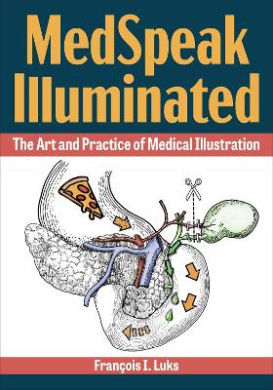 MedSpeak
Illuminated
The Art and Practice of Medical Illustration
François I. Luks